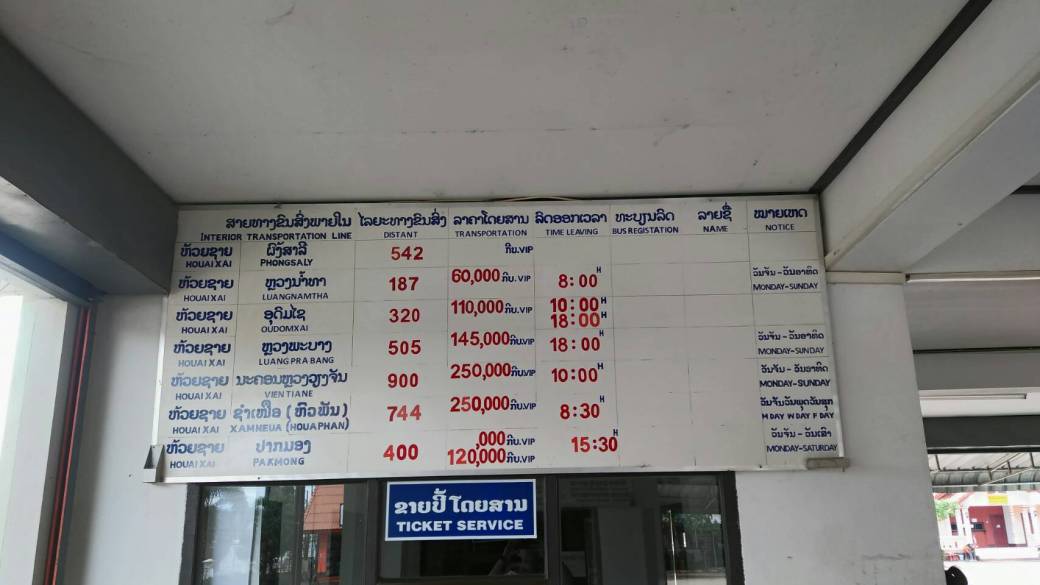 ສາຍທາງຂົນສົ່ງພາຍໃນ ໄລຍະທາງຂົນສົ່ງ ລາຄາໂດຍສານ ລົດອອກເວລາ ທະບຽນລົດ ລາຍຊື່ ໝາຍເຫດ
INTERIOR TRANSPORTATION LINE DISTANT TRANSPORTATION TIME LEAVING BUS REGISTATION NAME NOTICE
ຫ້ວຍຊາຍ ຜົ້ງສາລີ 542 ກີບ.VIP
HOUAI XAI PHONGSALY
ຫ້ວຍຊາຍ ຫຼວງນ້ຳທາ 187 60,000 ກີບ.VIP 8:00 H ວັນຈັນ - ວັນອາທິດ
HOUAI XAI LUANGNAMTHA MONDAY-SUNDAY
ຫ້ວຍຊາຍ ອຸດົມໄຊ 320 110,000 ກີບ.VIP 10:00 H
HOUAI XAI OUDOMXAI 18:00 H
ຫ້ວຍຊາຍ ຫຼວງພະບາງ 505 145,000 ກີບ.VIP 18:00 H ວັນຈັນ - ວັນອາທິດ
HOUAI XAI LUANG PRA BANG MONDAY-SUNDAY
ຫ້ວຍຊາຍ ນະຄອນຫຼວງວຽງຈັນ 900 250,000 ກີບ.VIP 10:00 H ວັນຈັນ - ວັນອາທິດ
HOUAI XAI VIENTIANE MONDAY-SUNDAY
ຫ້ວຍຊາຍ ຊຳເໜືອ (ຫົວພັນ) 744 250,000 ກີບ.VIP 8:30 H ວັນຈັນວັນພຸດວັນສຸກ
HOUAI XAI XAMNEUA (HOUAPHAN) M DAY W DAY F DAY
ຫ້ວຍຊາຍ ປາກມອງ 400 ,000 ກີບ.VIP 15:30 H ວັນຈັນ - ວັນເສົາ
HOUAI XAI PAKMONG 120,000 ກີບ.VIP MONDAY-SATURDAY
ຂາຍປີ້ ໂດຍສານ
TICKET SERVICE